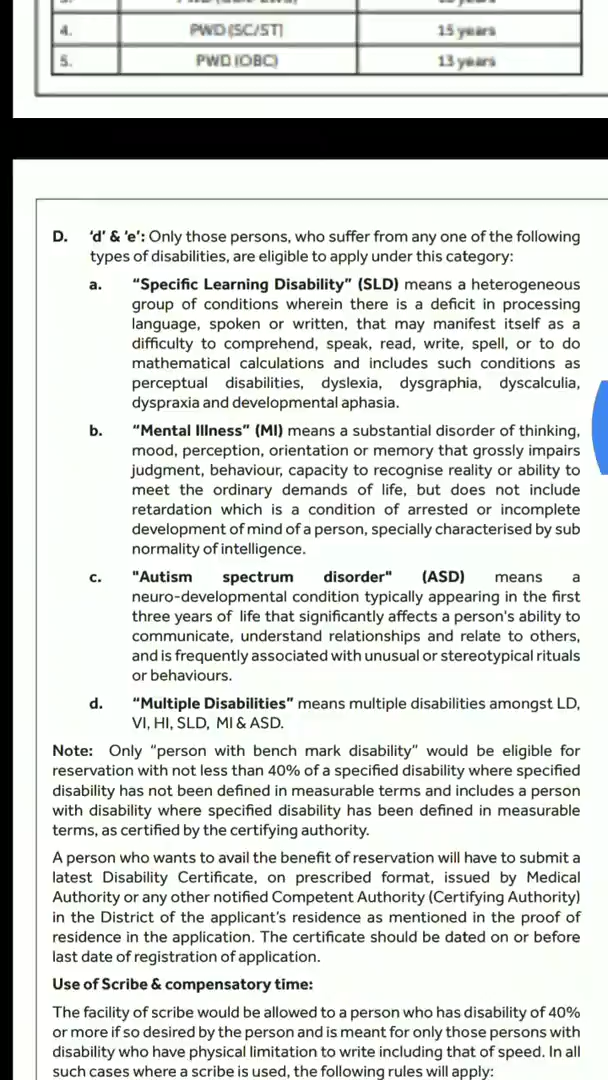 4. PWD (SC/ST) 15 years
5. PWD (OBC) 13 years
D. ‘d’ & ‘e’: Only those persons, who suffer from any one of the following
types of disabilities, are eligible to apply under this category:
a. “Specific Learning Disability” (SLD) means a heterogeneous
group of conditions wherein there is a deficit in processing
language, spoken or written, that may manifest itself as a
difficulty to comprehend, speak, read, write, spell, or to do
mathematical calculations and includes such conditions as
perceptual disabilities, dyslexia, dysgraphia, dyscalculia,
dyspraxia and developmental aphasia.
b. “Mental Illness” (MI) means a substantial disorder of thinking,
mood, perception, orientation or memory that grossly impairs
judgment, behaviour, capacity to recognise reality or ability to
meet the ordinary demands of life, but does not include
retardation which is a condition of arrested or incomplete
development of mind of a person, specially characterised by sub
normality of intelligence.
c. "Autism spectrum disorder" (ASD) means a
neuro-developmental condition typically appearing in the first
three years of life that significantly affects a person's ability to
communicate, understand relationships and relate to others,
and is frequently associated with unusual or stereotypical rituals
or behaviours.
d. “Multiple Disabilities” means multiple disabilities amongst LD,
VI, HI, SLD, MI & ASD.
Note: Only “person with bench mark disability” would be eligible for
reservation with not less than 40% of a specified disability where specified
disability has not been defined in measurable terms and includes a person
with disability where specified disability has been defined in measurable
terms, as certified by the certifying authority.
A person who wants to avail the benefit of reservation will have to submit a
latest Disability Certificate, on prescribed format, issued by Medical
Authority or any other notified Competent Authority (Certifying Authority)
in the District of the applicant’s residence as mentioned in the proof of
residence in the application. The certificate should be dated on or before
last date of registration of application.
Use of Scribe & compensatory time:
The facility of scribe would be allowed to a person who has disability of 40%
or more if so desired by the person and is meant for only those persons with
disability who have physical limitation to write including that of speed. In all
such cases where a scribe is used, the following rules will apply: